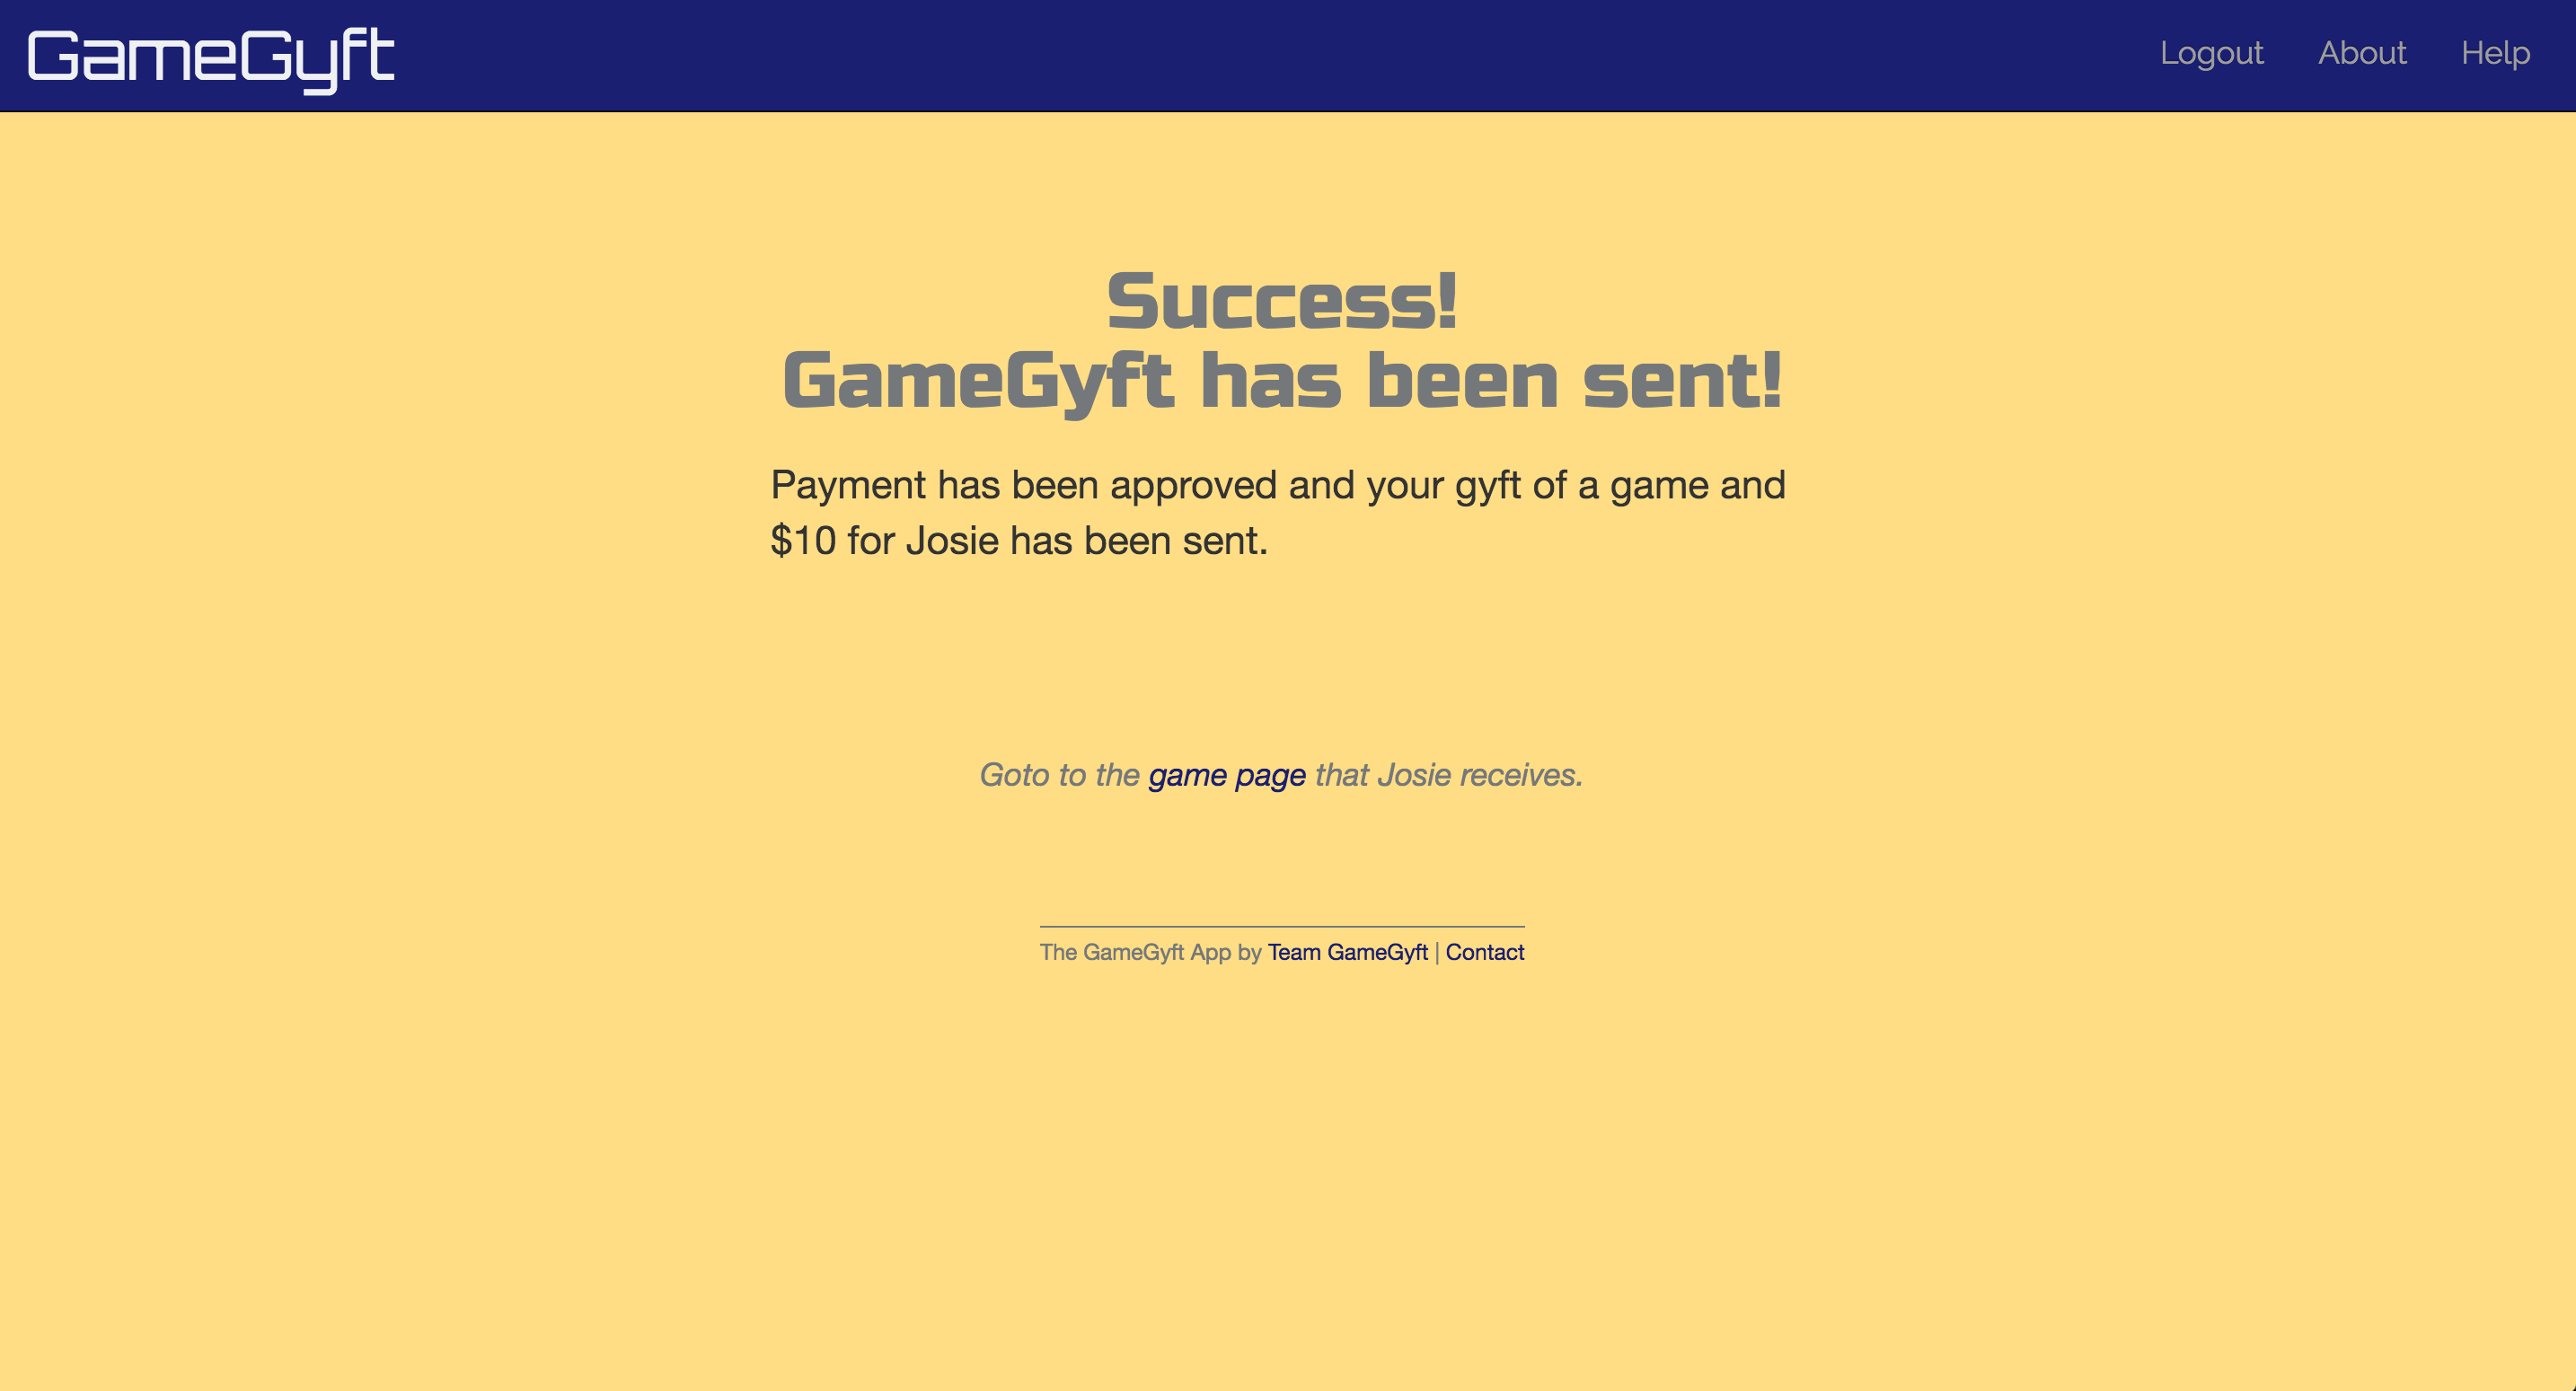 GameGyft
Logout About Help
Success!
GameGyft has been sent!
Payment has been approved and your gyft of a game and
$10 for Josie has been sent.
Goto to the game page that Josie receives.
The GameGyft App by Team GameGyft | Contact